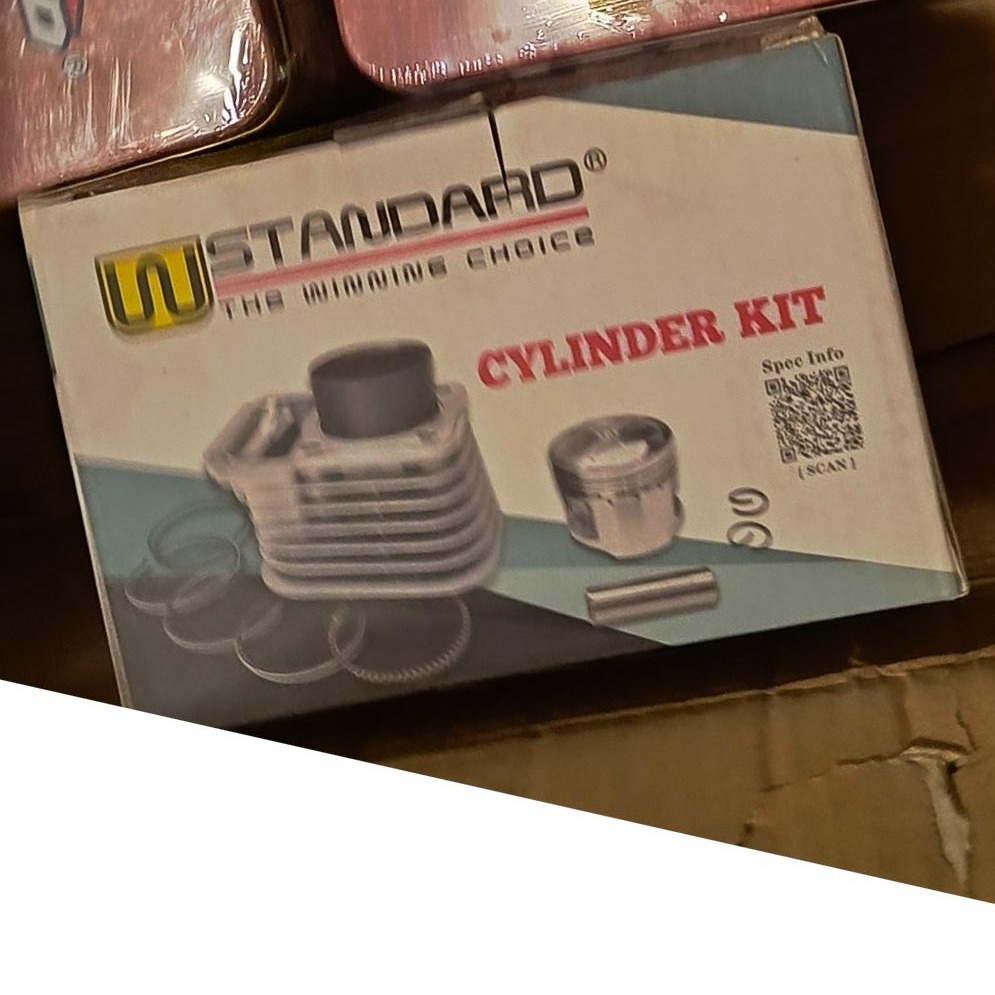 W STANDARD®
THE WINNING CHOICE
CYLINDER KIT
Spec Info
[SCAN]